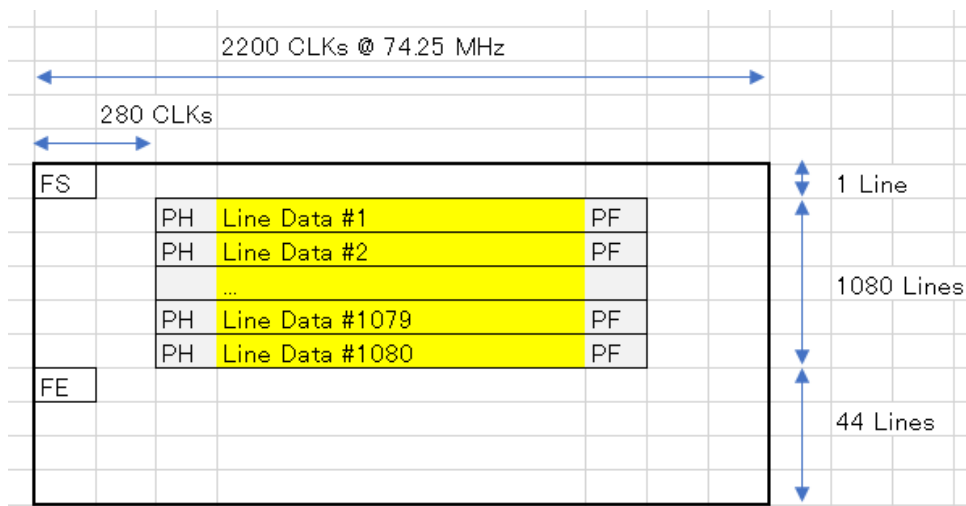 2200 CLKs @ 74.25 MHz
280 CLKs
FS
1 Line
PH Line Data #1 PF
PH Line Data #2 PF
...
1080 Lines
PH Line Data #1079 PF
PH Line Data #1080 PF
FE
44 Lines